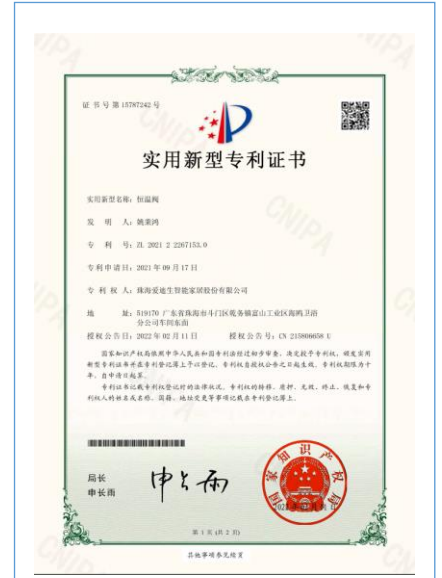 证书号第15787242号
实用新型专利证书
实用新型名称：恒温阀
发 明 人：姚秉鸿
专 利 号：ZL 2021 2 2267153.0
专利申请日：2021年09月17日
专 利 权 人：珠海爱迪生智能家居股份有限公司
地 址：519170 广东省珠海市斗门区乾务镇富山工业区海鸥卫浴
分公司车间东面
授权公告日：2022年02月11日 授权公告号：CN 215806658 U
国家知识产权局依照中华人民共和国专利法经过初步审查，决定授予专利权，颁发实用
新型专利证书并在专利登记簿上予以登记。专利权自授权公告之日起生效。专利权期限为十
年，自申请日起算。
专利证书记载专利权登记时的法律状况。专利权的转移、质押、无效、终止、恢复和专
利权人的姓名或名称、国籍、地址变更等事项记载在专利登记簿上。
局长
申长雨
申长雨
国家知识产权局
第 1 页 (共 2 页)
其他事项参见续页
CNIPA